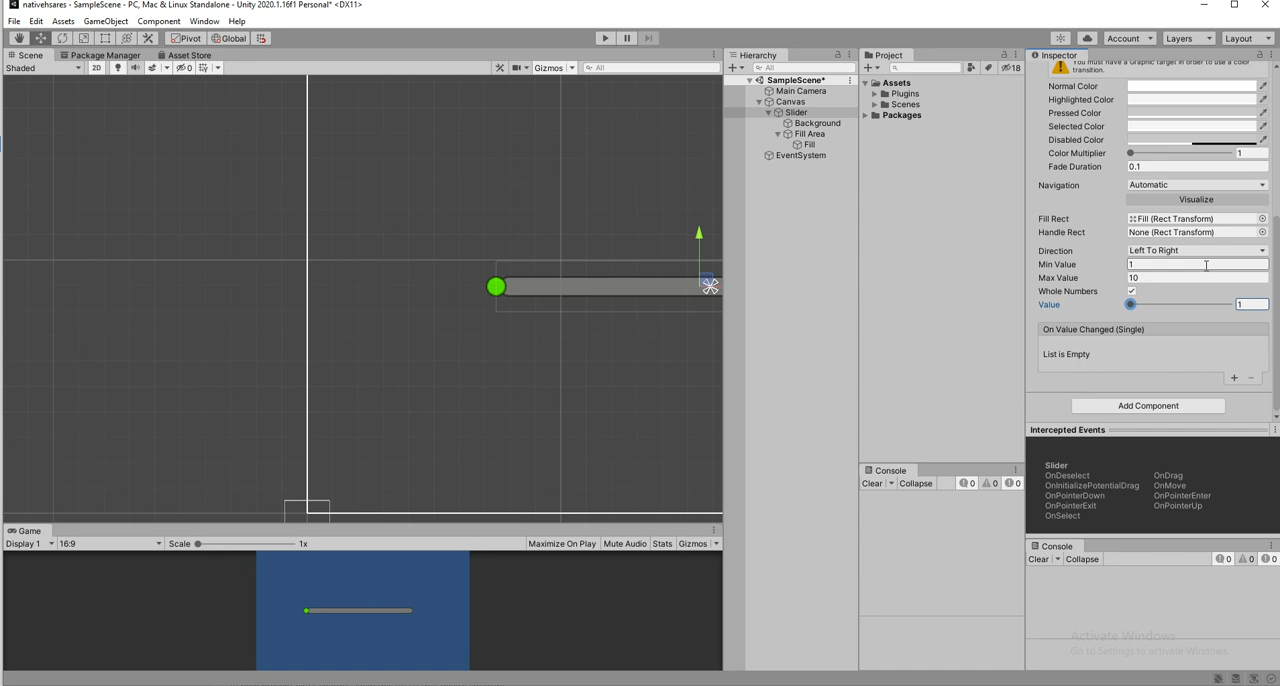 nativehsares - SampleScene - PC, Mac & Linux Standalone - Unity 2020.1.16f1 Personal* <DX11>
File Edit Assets GameObject Component Window Help
Pivot Global Account Layers Layout
Scene Package Manager Asset Store
Shaded 2D 0 Gizmos All
Hierarchy
All
SampleScene*
Main Camera
Canvas
Slider
Background
Fill Area
Fill
EventSystem
Project
18
Assets
Plugins
Scenes
Packages
Inspector
You must have a Graphic target in order to use a color
transition.
Normal Color
Highlighted Color
Pressed Color
Selected Color
Disabled Color
Color Multiplier 1
Fade Duration 0.1
Navigation Automatic
Visualize
Fill Rect Fill (Rect Transform)
Handle Rect None (Rect Transform)
Direction Left To Right
Min Value 1
Max Value 10
Whole Numbers
Value 1
On Value Changed (Single)
List is Empty
+ -
Add Component
Intercepted Events
Slider
OnDeselect OnDrag
OnInitializePotentialDrag OnMove
OnPointerDown OnPointerEnter
OnPointerExit OnPointerUp
OnSelect
Console
Clear Collapse 0 0 0
Console
Clear Collapse 0 0 0
Game
Display 1 16:9 Scale 1x Maximize On Play Mute Audio Stats Gizmos
Activate Windows
Go to Settings to activate Windows.